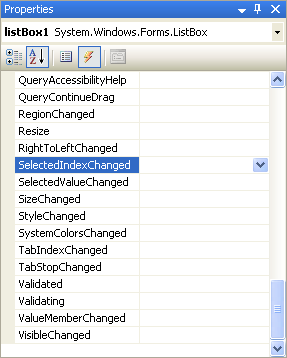 Properties
listBox1 System.Windows.Forms.ListBox
QueryAccessibilityHelp
QueryContinueDrag
RegionChanged
Resize
RightToLeftChanged
SelectedIndexChanged
SelectedValueChanged
SizeChanged
StyleChanged
SystemColorsChanged
TabIndexChanged
TabStopChanged
Validated
Validating
ValueMemberChanged
VisibleChanged